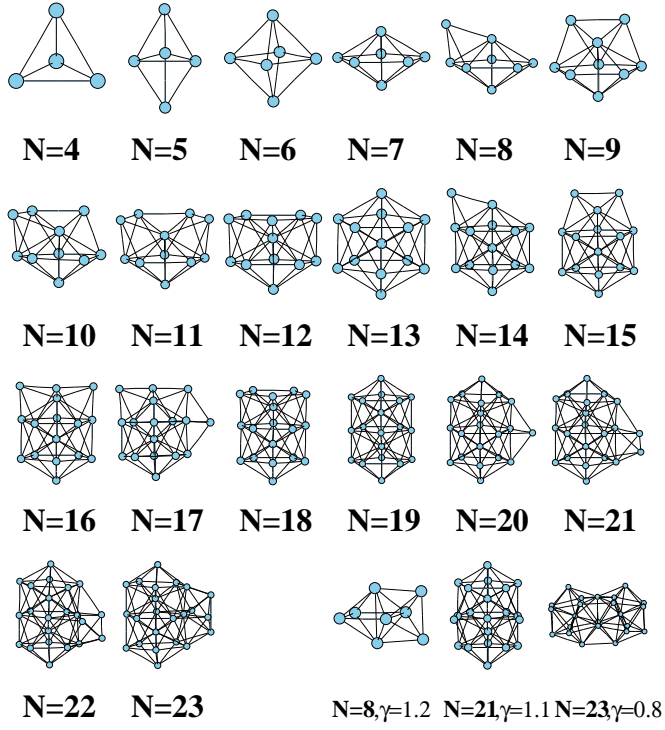 N=4 N=5 N=6 N=7 N=8 N=9
N=10 N=11 N=12 N=13 N=14 N=15
N=16 N=17 N=18 N=19 N=20 N=21
N=22 N=23 N=8,γ=1.2 N=21,γ=1.1 N=23,γ=0.8